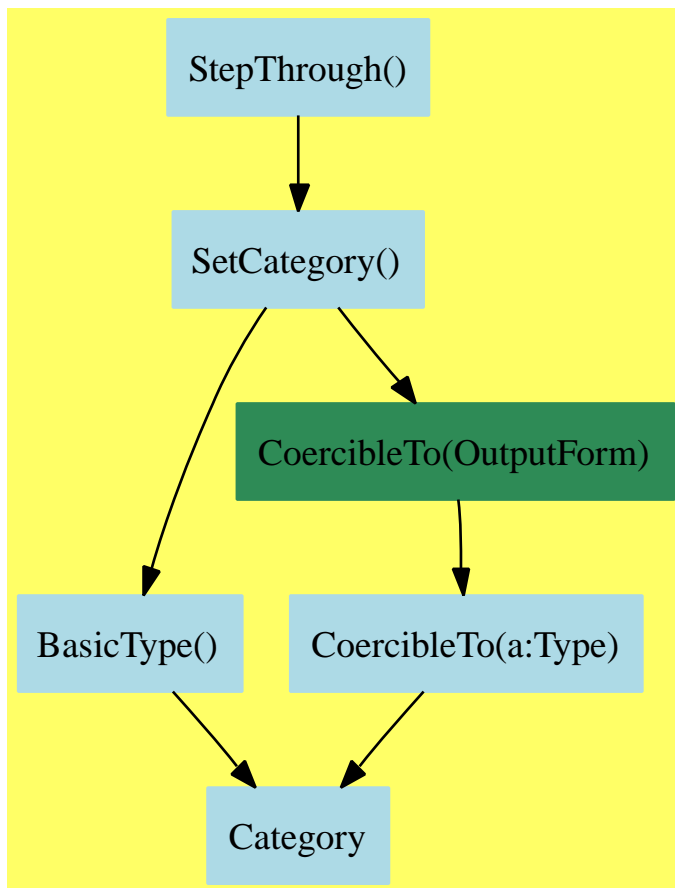 StepThrough()
SetCategory()
CoercibleTo(OutputForm)
BasicType()
CoercibleTo(a:Type)
Category